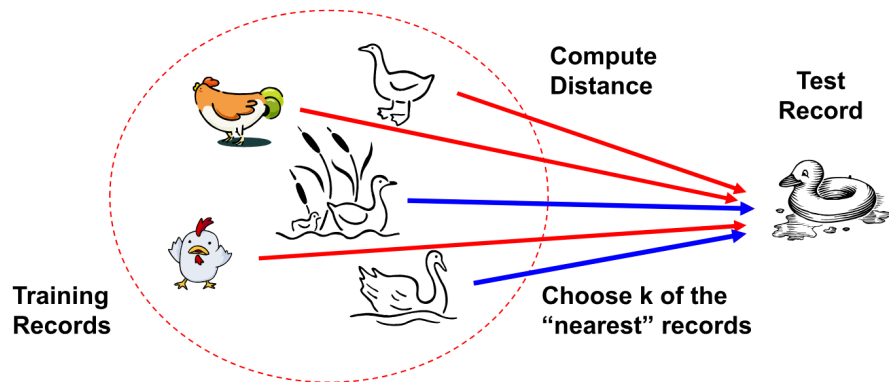 Compute
Distance
Test
Record
Training
Records
Choose k of the
“nearest” records